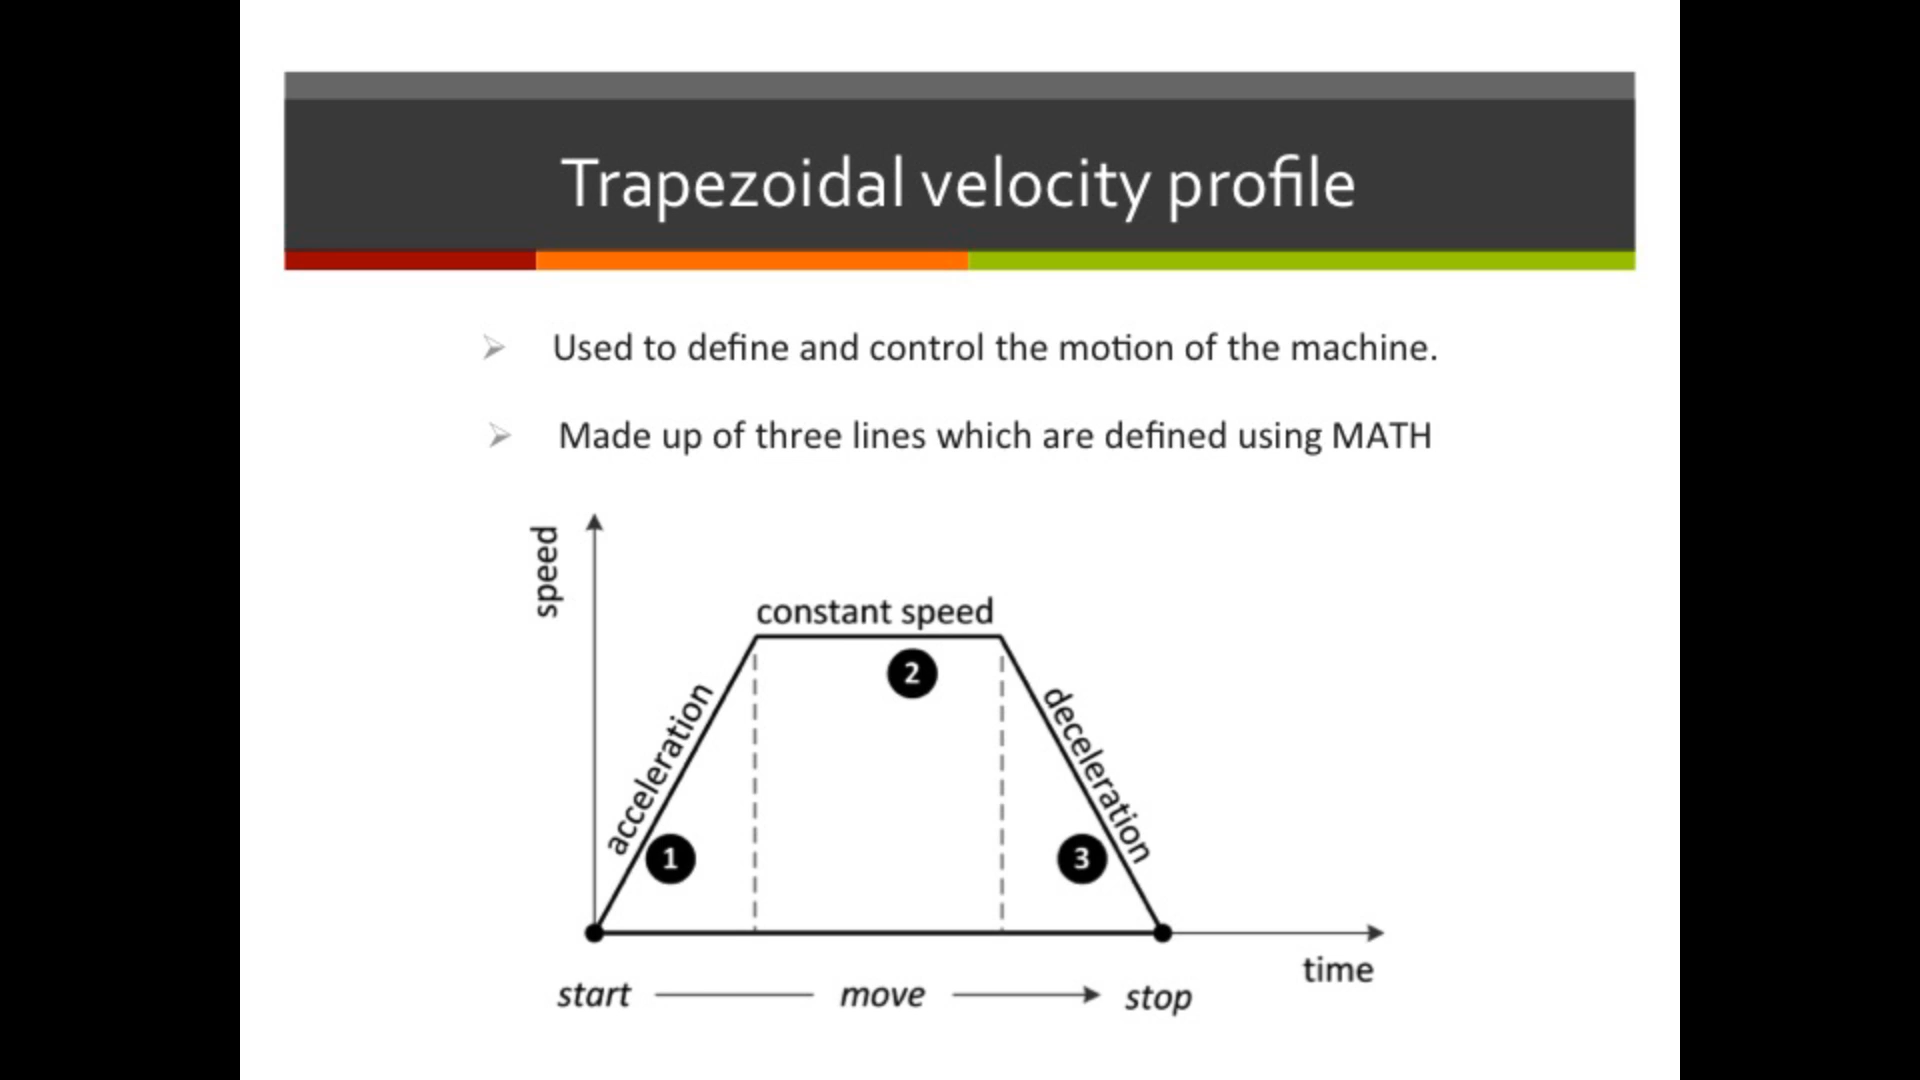 Trapezoidal velocity profile
Used to define and control the motion of the machine.
Made up of three lines which are defined using MATH
speed
constant speed
2
acceleration
deceleration
1
3
time
start
move
stop